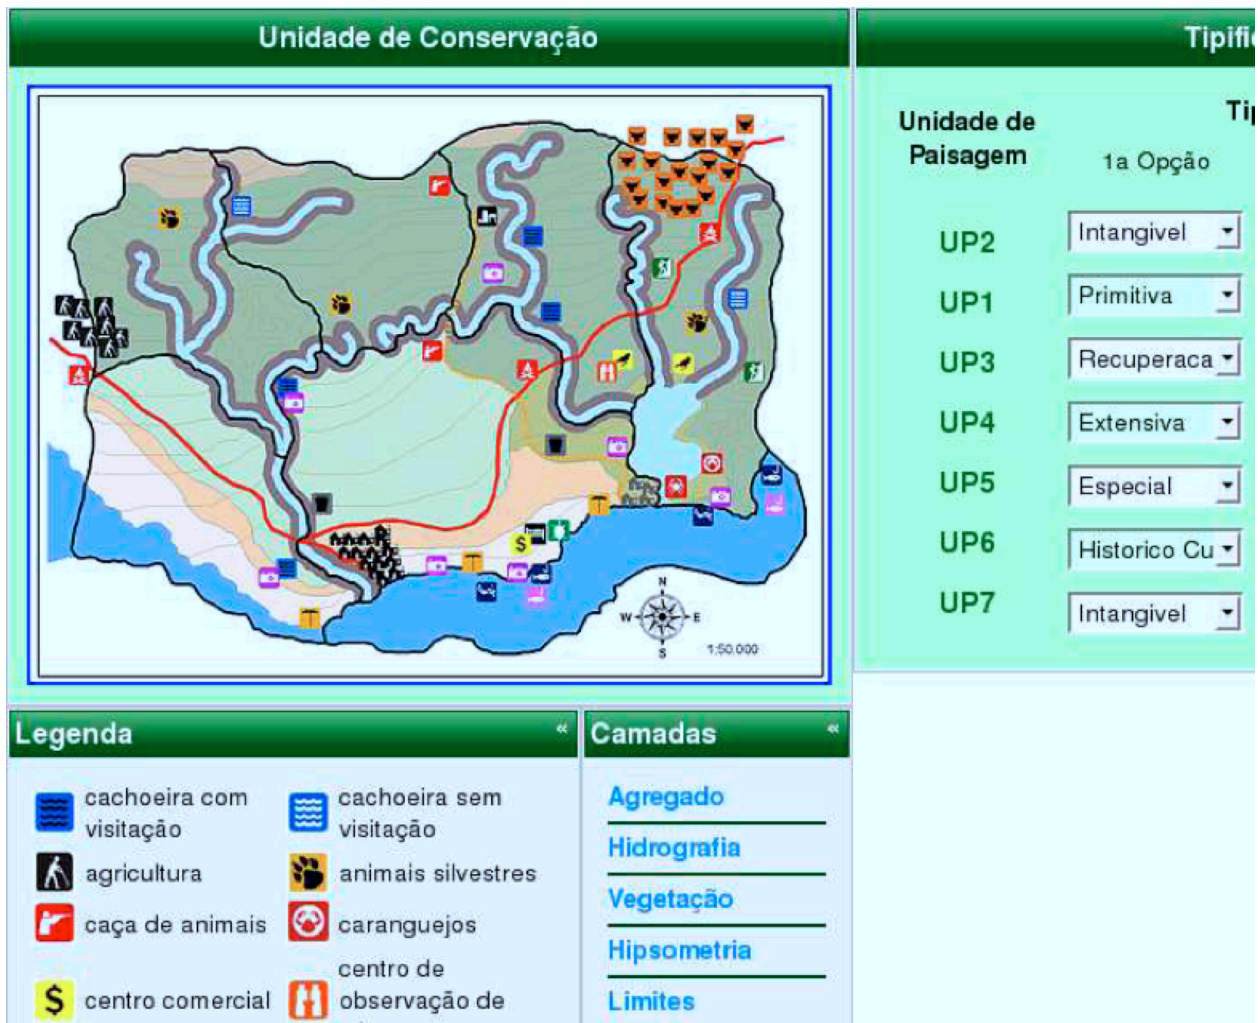 Unidade de Conservação
N
W
E
S
1:50.000
Legenda «
cachoeira com
visitação
cachoeira sem
visitação
agricultura
animais silvestres
caça de animais
caranguejos
$ centro comercial
centro de
observação de
Camadas «
Agregado
Hidrografia
Vegetação
Hipsometria
Limites
Unidade de
Paisagem
1a Opção
UP2 Intangivel
UP1 Primitiva
UP3 Recuperaca
UP4 Extensiva
UP5 Especial
UP6 Historico Cu
UP7 Intangivel